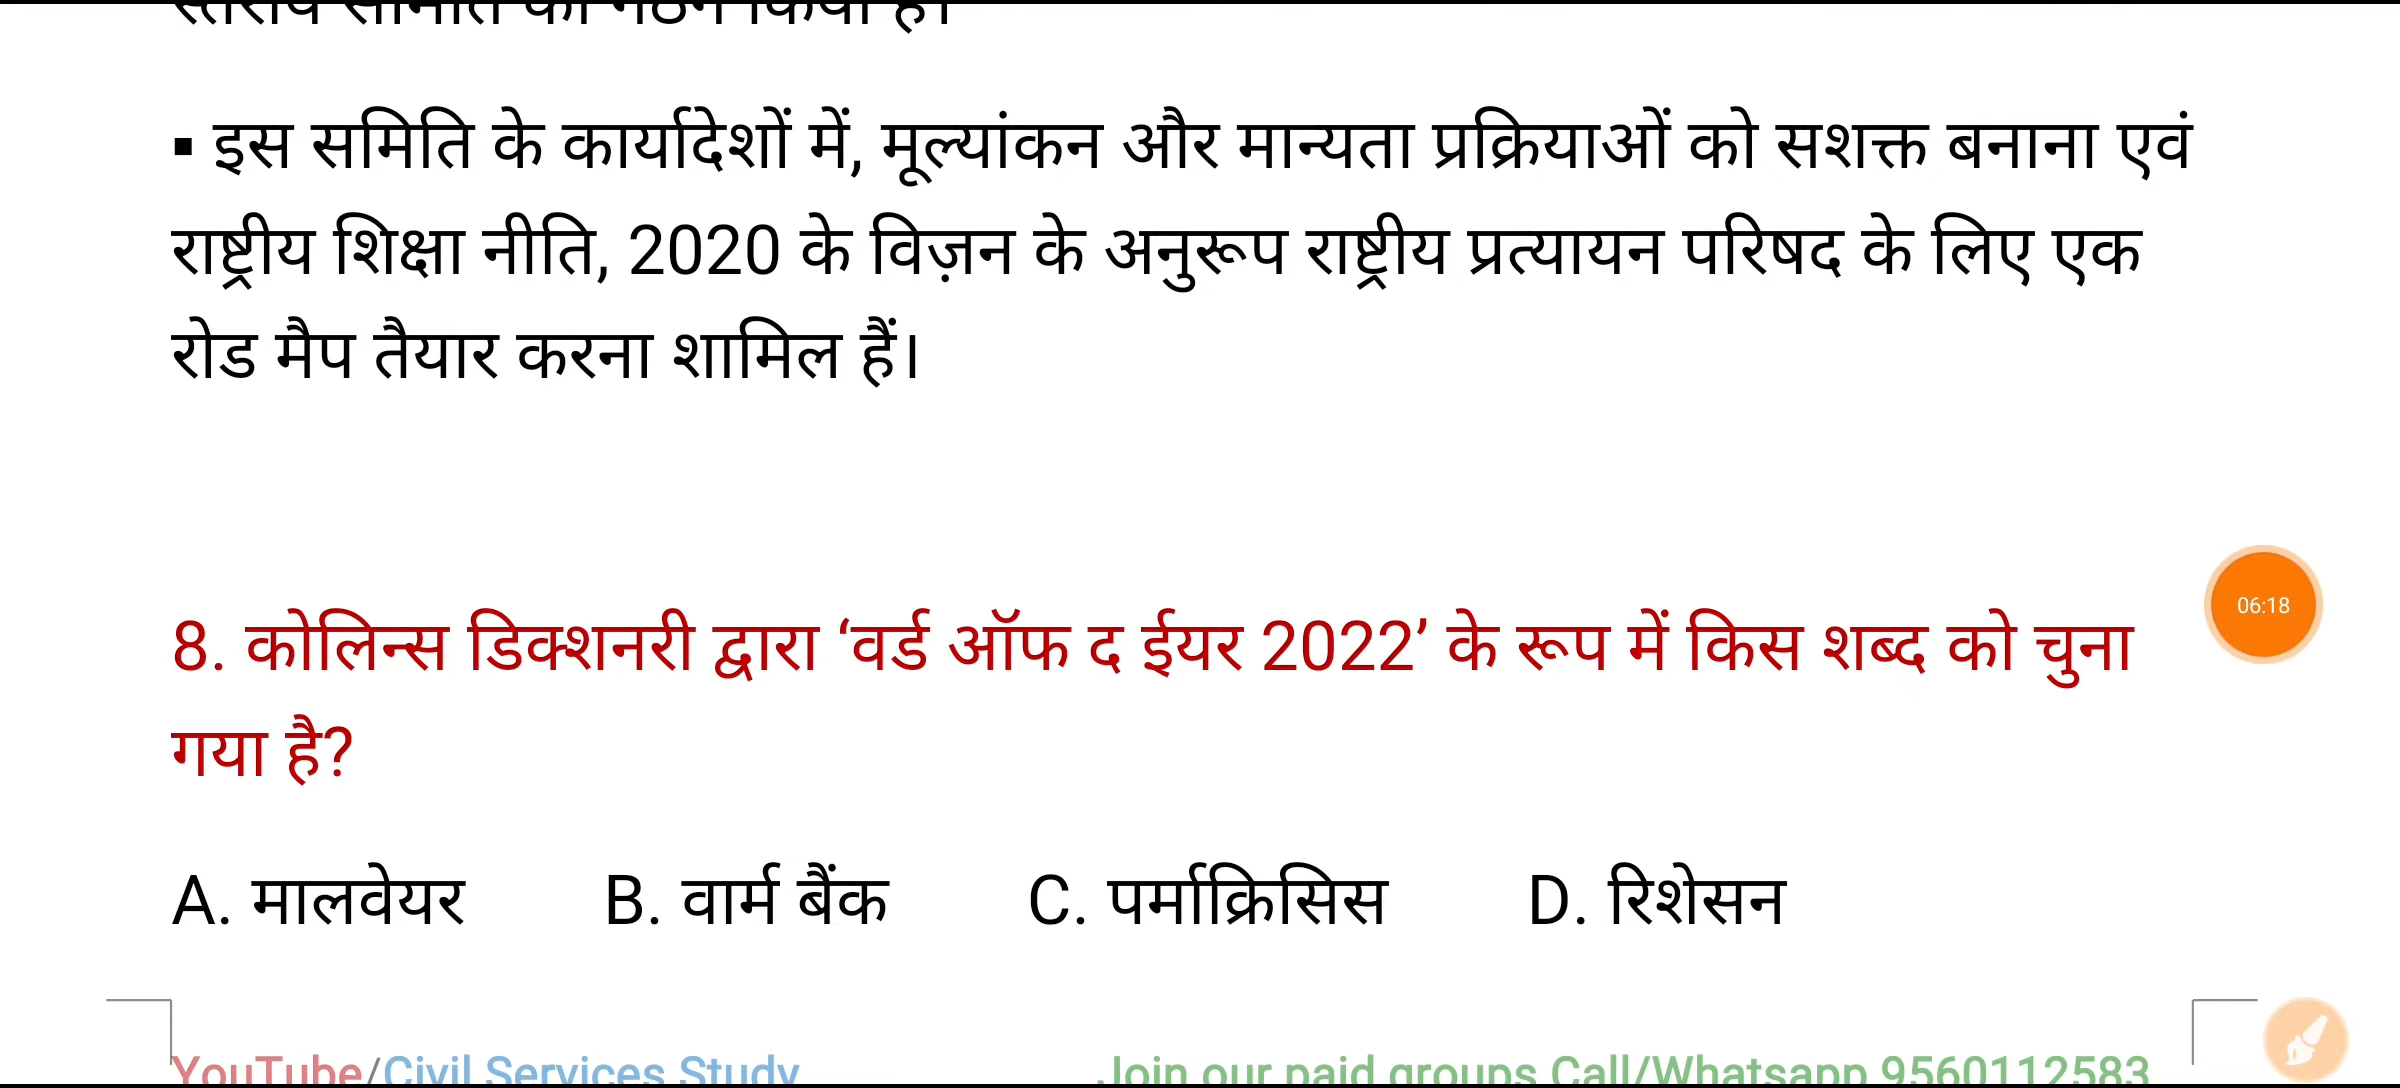 ▪ इस समिति के कार्यादेशों में, मूल्यांकन और मान्यता प्रक्रियाओं को सशक्त बनाना एवं
राष्ट्रीय शिक्षा नीति, 2020 के विज़न के अनुरूप राष्ट्रीय प्रत्यायन परिषद के लिए एक
रोड मैप तैयार करना शामिल हैं।
06:18
8. कोलिन्स डिक्शनरी द्वारा ‘वर्ड ऑफ द ईयर 2022’ के रूप में किस शब्द को चुना
गया है?
A. मालवेयर B. वार्म बैंक C. पर्माक्रिसिस D. रिशेसन
YouTube/Civil Services Study Join our paid groups Call/Whatsapp 9560112583